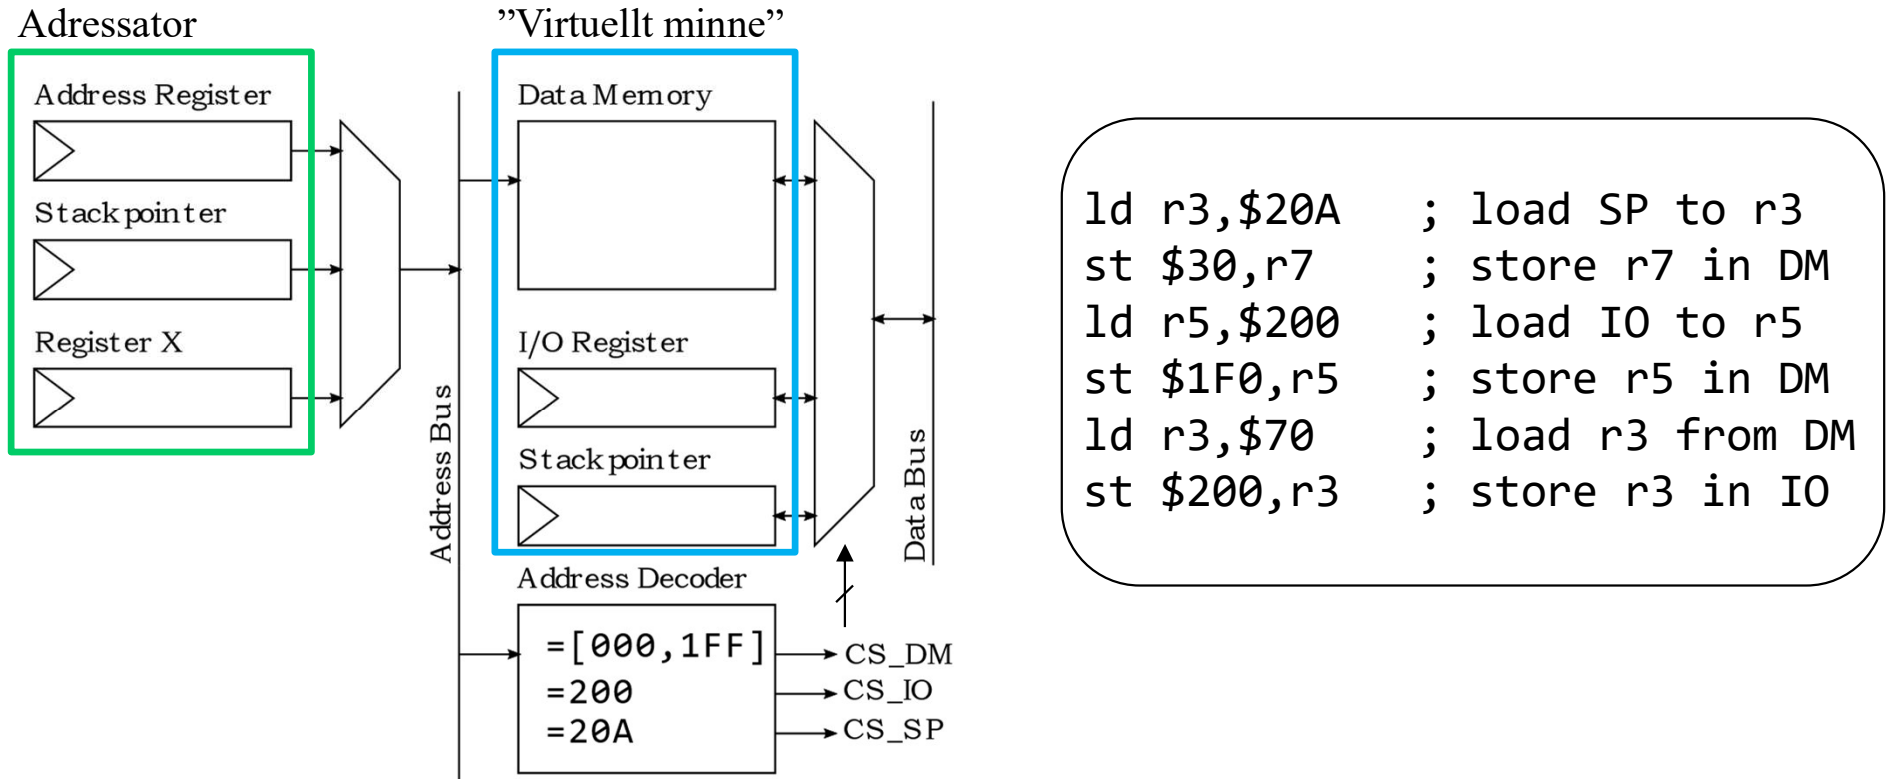 Adressator
”Virtuellt minne”
Address Register
Stackpointer
Register X
Address Bus
Data Memory
I/O Register
Stackpointer
Data Bus
Address Decoder
=[000,1FF]
=200
=20A
CS_DM
CS_IO
CS_SP
ld r3,$20A ; load SP to r3
st $30,r7 ; store r7 in DM
ld r5,$200 ; load IO to r5
st $1F0,r5 ; store r5 in DM
ld r3,$70 ; load r3 from DM
st $200,r3 ; store r3 in IO